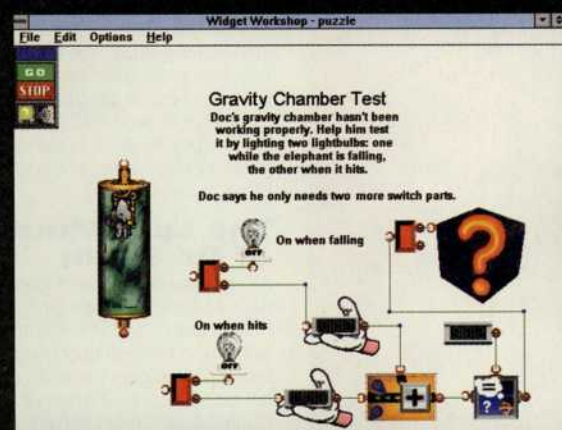 Widget Workshop - puzzle
File Edit Options Help
GO
STOP
Gravity Chamber Test
Doc's gravity chamber hasn't been
working properly. Help him test
it by lighting two lightbulbs: one
while the elephant is falling,
the other when it hits.
Doc says he only needs two more switch parts.
On when falling
OFF
?
On when hits
OFF
+
=
?